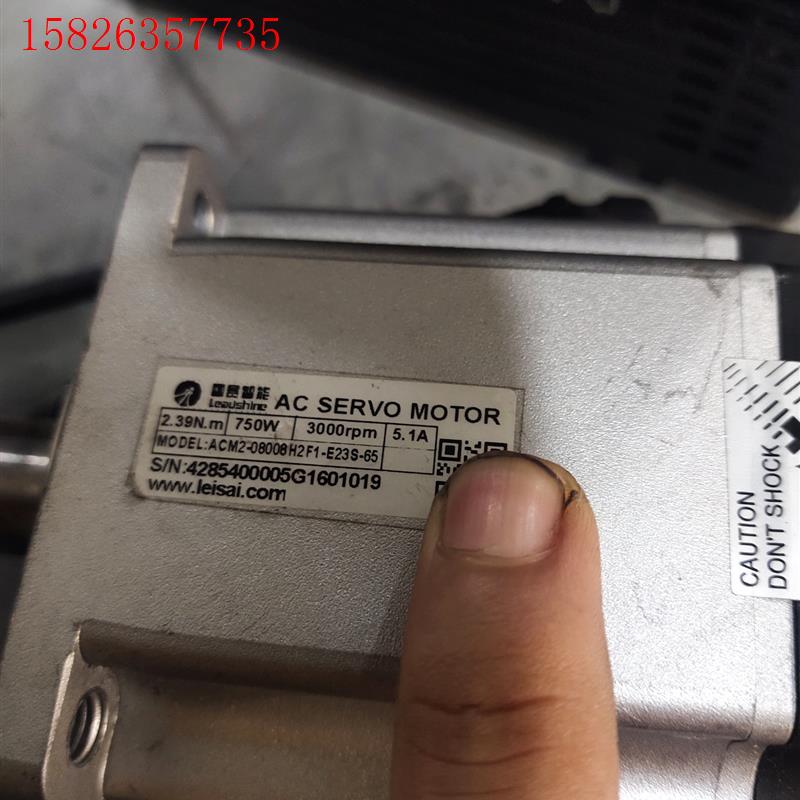 15826357735
雷赛智能
Leadshine
AC SERVO MOTOR
2.39N.m 750W 3000rpm 5.1A
MODEL:ACM2-08008H2F1-E23S-65
S/N:4285400005G1601019
www.leisai.com
CAUTION
DON'T SHOCK